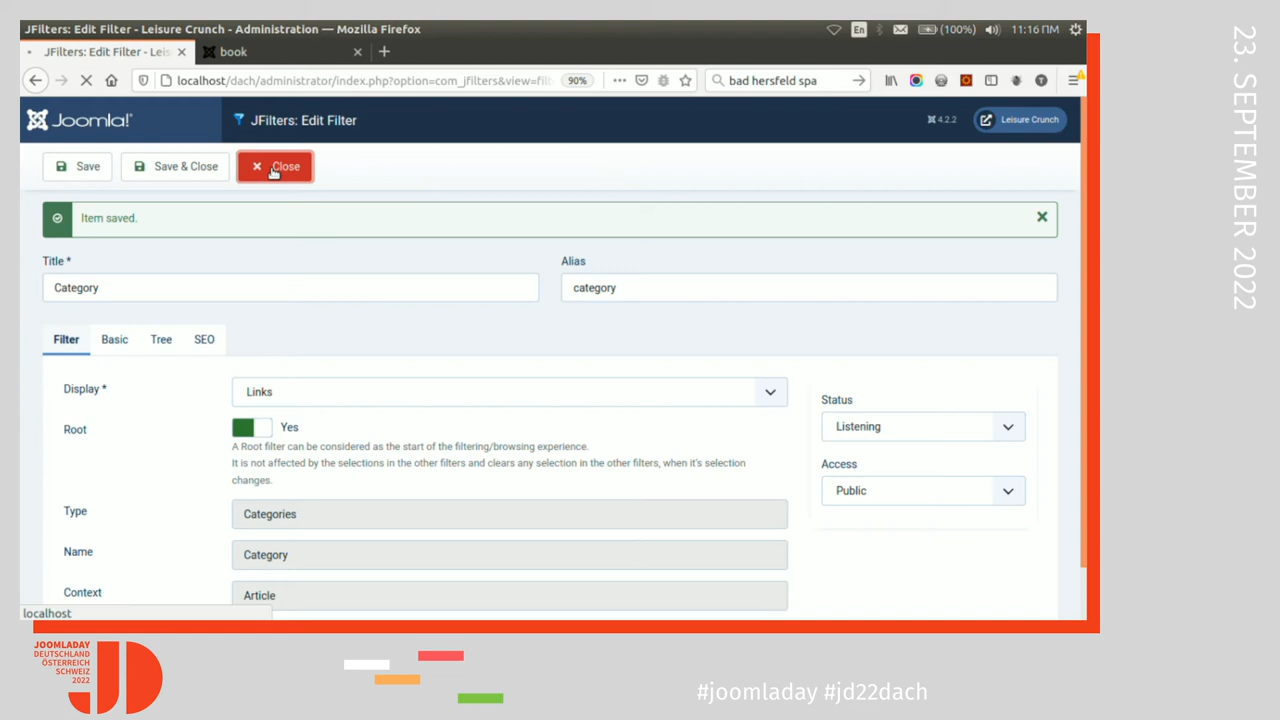 JFilters: Edit Filter - Leisure Crunch - Administration — Mozilla Firefox
En
(100%)
11:16 ΠΜ
JFilters: Edit Filter - Leis
book
localhost/dach/administrator/index.php?option=com_jfilters&view=filt
90%
bad hersfeld spa
Joomla!
JFilters: Edit Filter
4.2.2
Leisure Crunch
Save
Save & Close
Close
Item saved.
Title *
Alias
Category
category
Filter
Basic
Tree
SEO
Display *
Links
Root
Yes
A Root filter can be considered as the start of the filtering/browsing experience.
It is not affected by the selections in the other filters and clears any selection in the other filters, when it's selection
changes.
Type
Categories
Name
Category
Context
Article
Status
Listening
Access
Public
localhost
23. SEPTEMBER 2022
JOOMLADAY
DEUTSCHLAND
ÖSTERREICH
SCHWEIZ
2022
JD
#joomladay #jd22dach